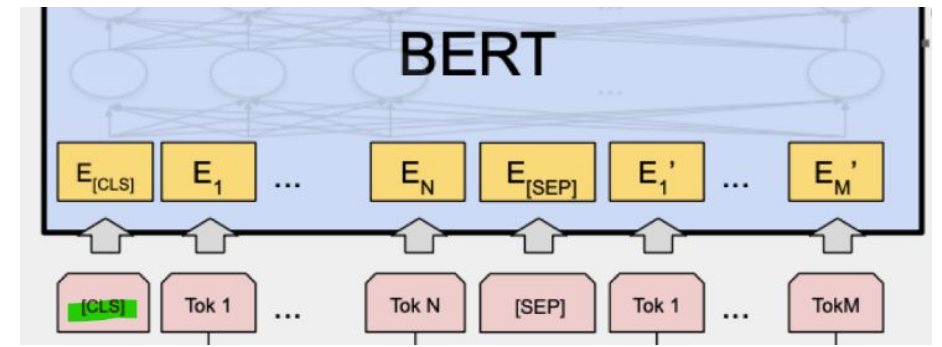 BERT
...
E[CLS] E1 ... EN E[SEP] E1’ ... EM’
[CLS] Tok 1 ... Tok N [SEP] Tok 1 ... TokM